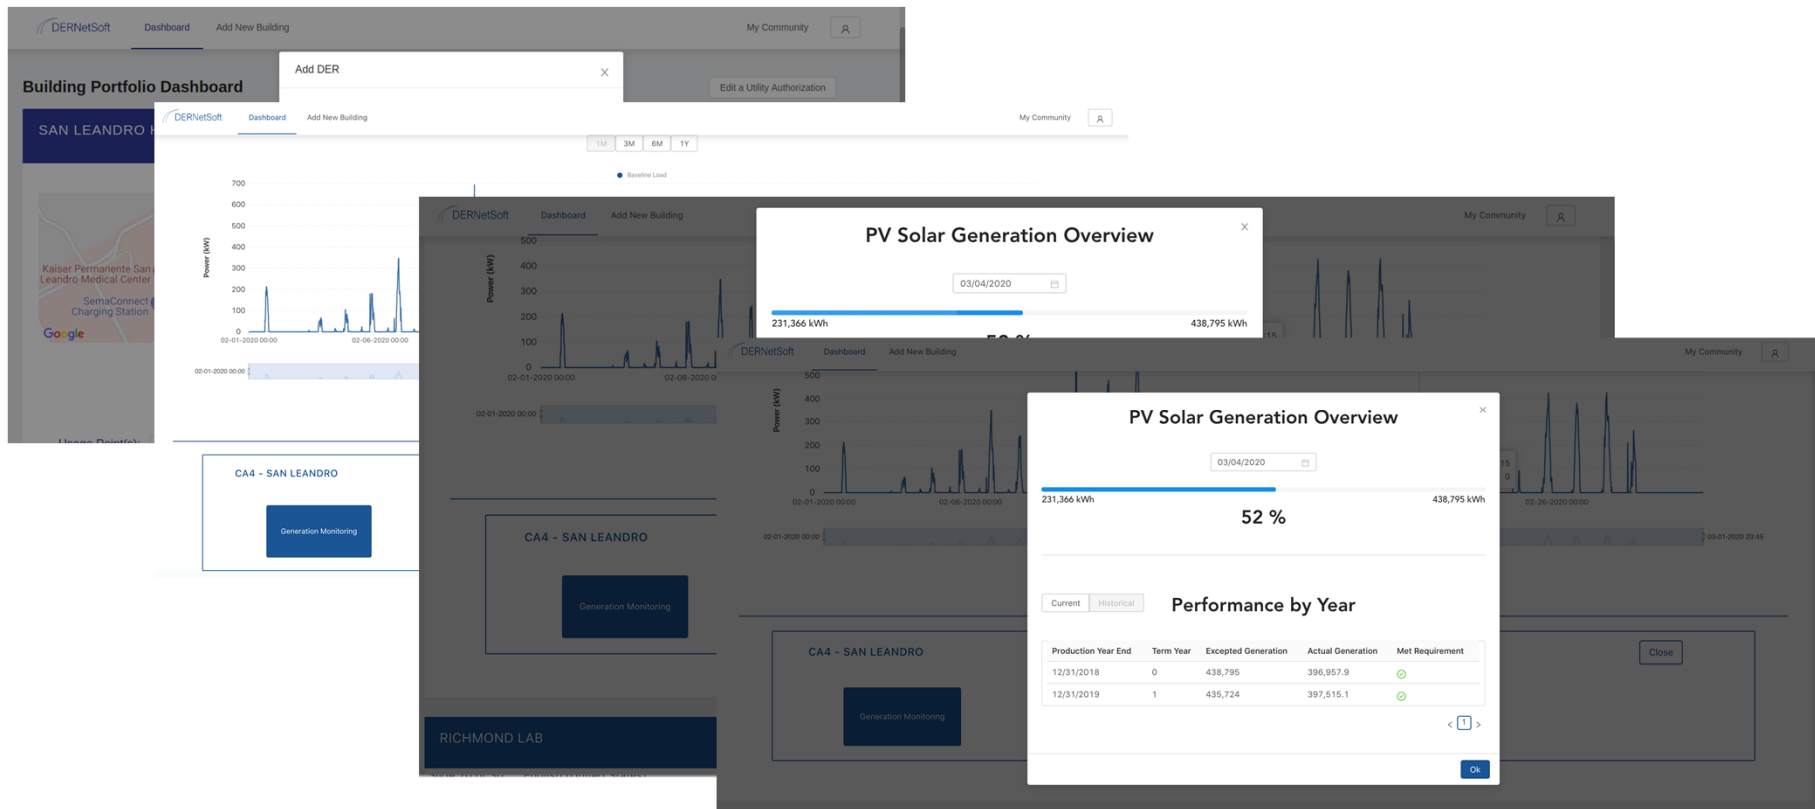 DERNetSoft Dashboard Add New Building My Community
Add DER
Building Portfolio Dashboard
Edit a Utility Authorization
SAN LEANDRO
Kaiser Permanente San
Leandro Medical Center
SemaConnect
Charging Station
Google
DERNetSoft Dashboard Add New Building My Community
1M 3M 6M 1Y
Baseline Load
700
600
500
400
300
200
100
0
Power (kW)
02-01-2020 00:00 02-06-2020 00:00
02-01-2020 00:00
CA4 - SAN LEANDRO
Generation Monitoring
DERNetSoft Dashboard Add New Building My Community
500
400
300
200
100
0
Power (kW)
02-01-2020 00:00 02-06-2020
02-01-2020 00:00
PV Solar Generation Overview
03/04/2020
231,366 kWh 438,795 kWh
CA4 - SAN LEANDRO
Generation Monitoring
RICHMOND LAB
DERNetSoft Dashboard Add New Building My Community
500
400
300
200
100
0
Power (kW)
02-01-2020 00:00 02-06-2020 00:00 02-26-2020 00:00
02-01-2020 00:00 03-01-2020 23:45
CA4 - SAN LEANDRO
Close
Generation Monitoring
PV Solar Generation Overview
03/04/2020
231,366 kWh 438,795 kWh
52 %
Current Historical Performance by Year
Production Year End Term Year Excepted Generation Actual Generation Met Requirement
12/31/2018 0 438,795 396,957.9
12/31/2019 1 435,724 397,515.1
< 1 >
Ok